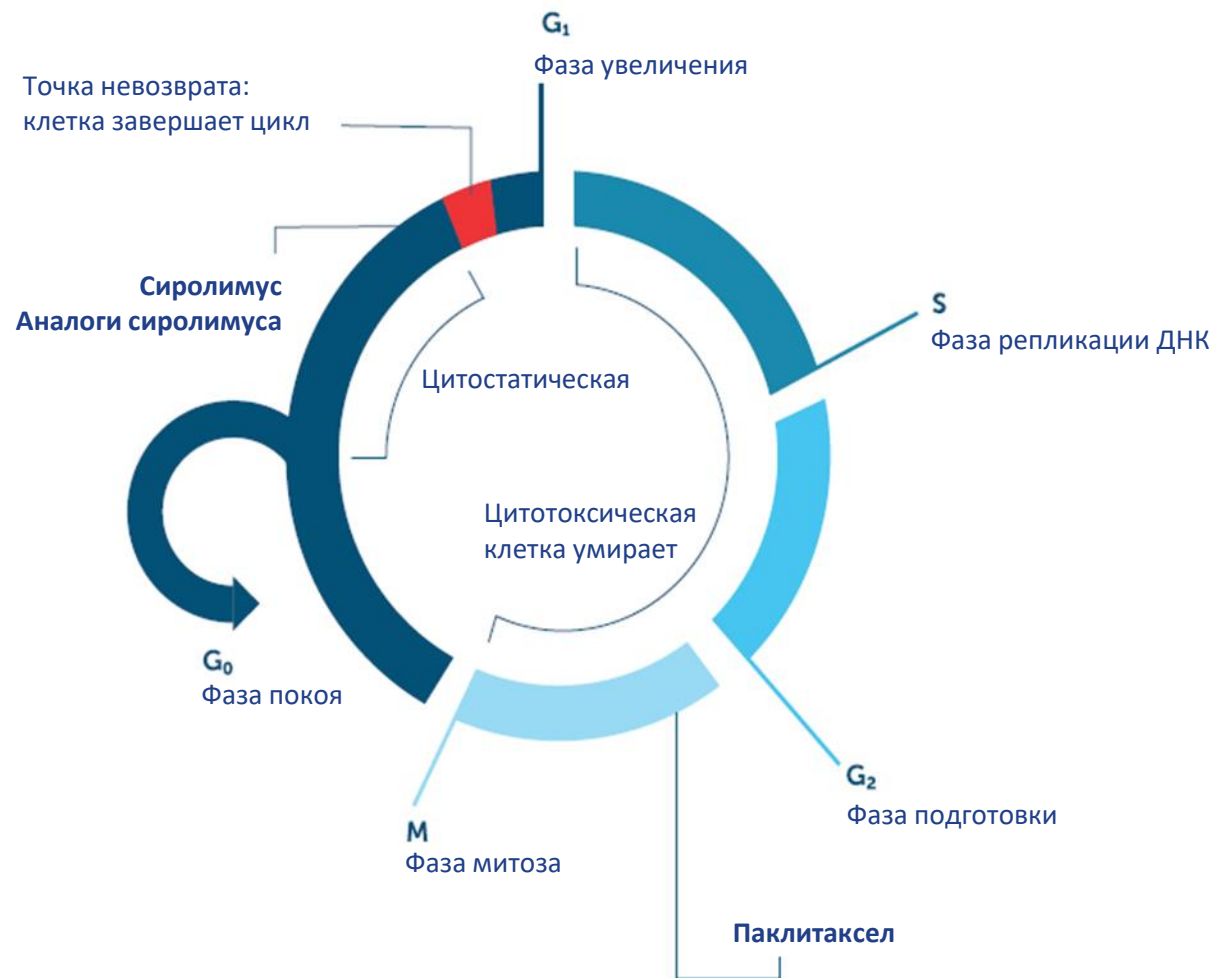 G₁
Фаза увеличения
Точка невозврата:
клетка завершает цикл
Сиролимус
Аналоги сиролимуса
S
Фаза репликации ДНК
Цитостатическая
Цитотоксическая
клетка умирает
G₀
Фаза покоя
G₂
Фаза подготовки
M
Фаза митоза
Паклитаксел